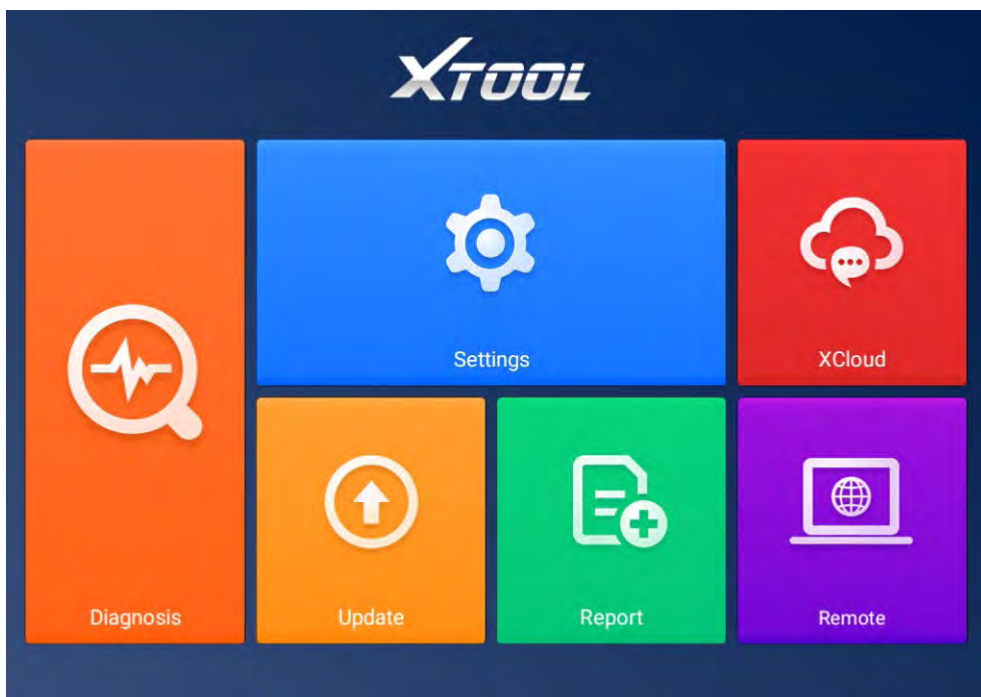 XTOOL
Settings
XCloud
Diagnosis
Update
Report
Remote